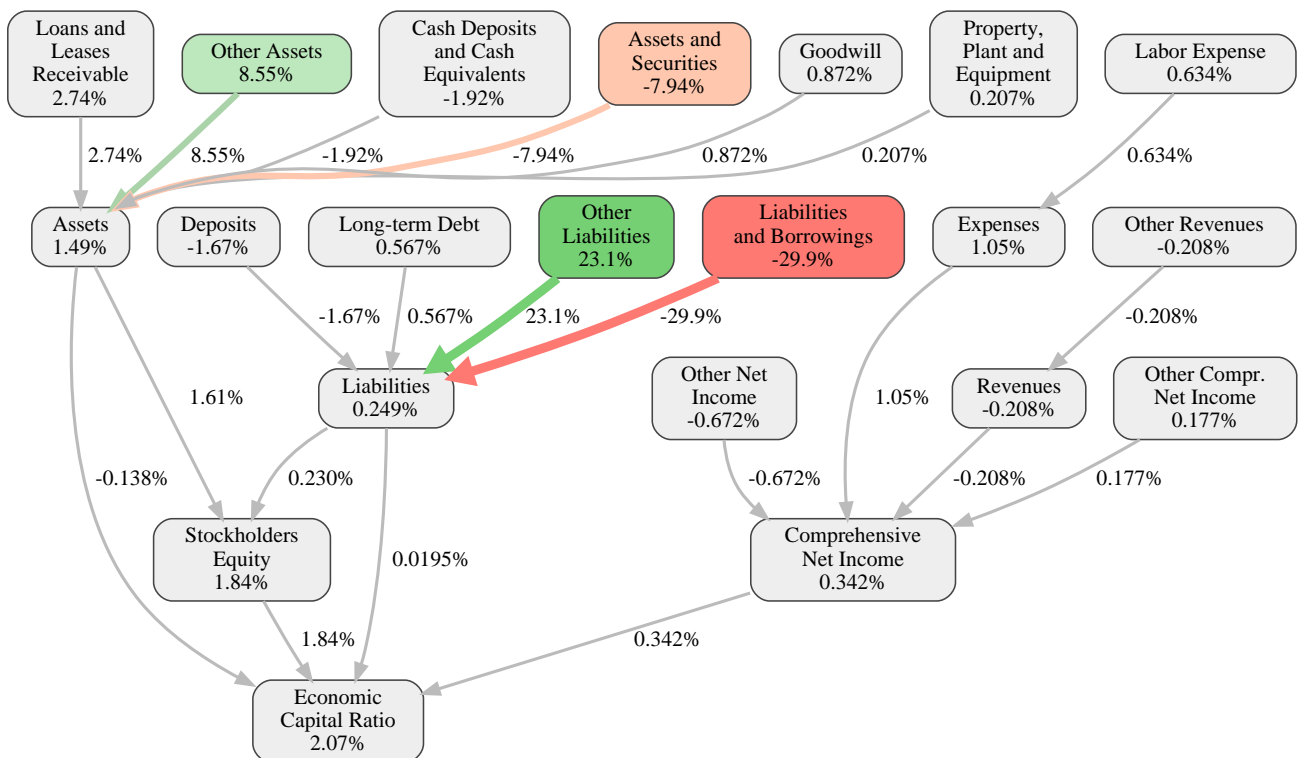 Loans and
Leases
Receivable
2.74%
Other Assets
8.55%
Cash Deposits
and Cash
Equivalents
-1.92%
Assets and
Securities
-7.94%
Goodwill
0.872%
Property,
Plant and
Equipment
0.207%
Labor Expense
0.634%
2.74%
8.55%
-1.92%
-7.94%
0.872%
0.207%
0.634%
Assets
1.49%
Deposits
-1.67%
Long-term Debt
0.567%
Other
Liabilities
23.1%
Liabilities
and Borrowings
-29.9%
Expenses
1.05%
Other Revenues
-0.208%
-1.67%
0.567%
23.1%
-29.9%
-0.208%
Liabilities
0.249%
Other Net
Income
-0.672%
Revenues
-0.208%
Other Compr.
Net Income
0.177%
1.61%
1.05%
-0.138%
0.230%
-0.672%
-0.208%
0.177%
Stockholders
Equity
1.84%
0.0195%
Comprehensive
Net Income
0.342%
1.84%
0.342%
Economic
Capital Ratio
2.07%